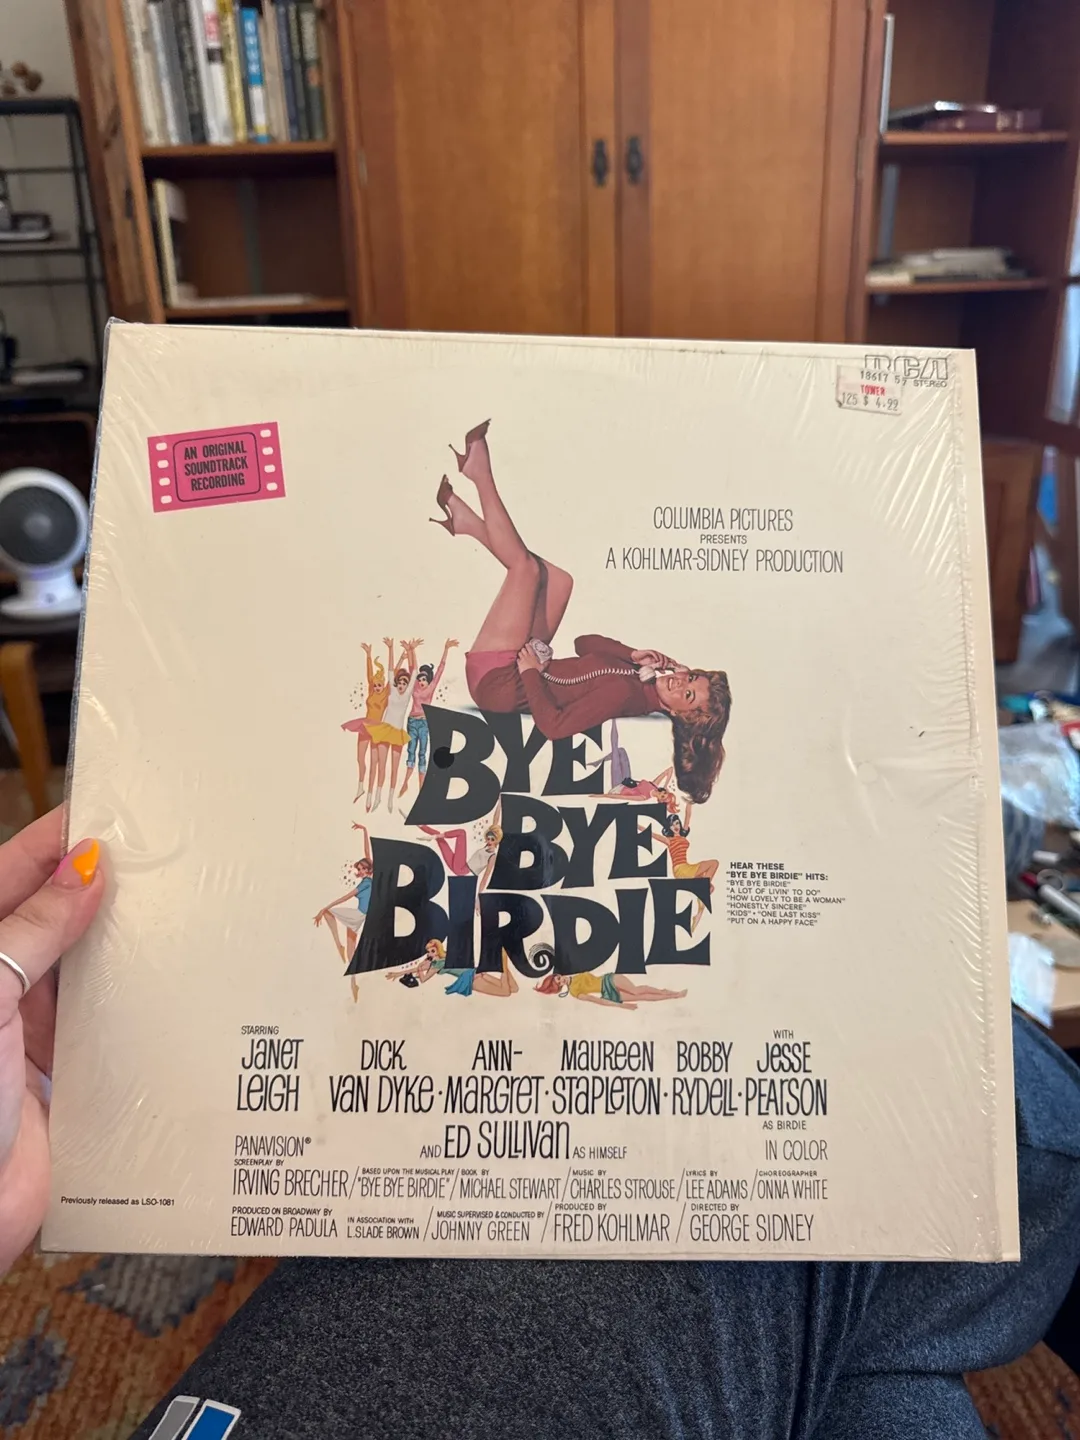 RCA
STEREO
18617 57
TOWER
125 $ 4.99
AN ORIGINAL
SOUNDTRACK
RECORDING
COLUMBIA PICTURES
PRESENTS
A KOHLMAR-SIDNEY PRODUCTION
BYE
BYE
BIRDIE
HEAR THESE
"BYE BYE BIRDIE" HITS:
"BYE BYE BIRDIE"
"A LOT OF LIVIN' TO DO"
"HOW LOVELY TO BE A WOMAN"
"HONESTLY SINCERE"
"KIDS" • "ONE LAST KISS"
"PUT ON A HAPPY FACE"
STARRING
JANET LEIGH
DICK VAN DYKE · ANN-MARGRET · MAUREEN STAPLETON · BOBBY RYDELL · WITH JESSE PEARSON
AS BIRDIE
AND ED SULLIVAN AS HIMSELF
PANAVISION®
IN COLOR
SCREENPLAY BY IRVING BRECHER / BASED UPON THE MUSICAL PLAY "BYE BYE BIRDIE" / BOOK BY MICHAEL STEWART / MUSIC BY CHARLES STROUSE / LYRICS BY LEE ADAMS / CHOREOGRAPHER ONNA WHITE
Previously released as LSO-1081
PRODUCED ON BROADWAY BY EDWARD PADULA IN ASSOCIATION WITH L. SLADE BROWN / MUSIC SUPERVISED & CONDUCTED BY JOHNNY GREEN / PRODUCED BY FRED KOHLMAR / DIRECTED BY GEORGE SIDNEY